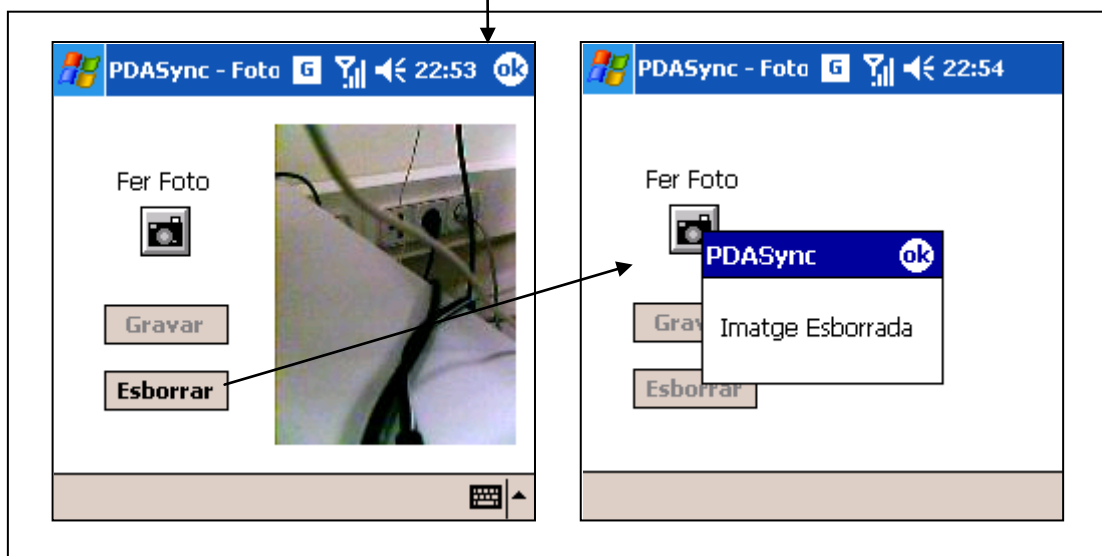 PDASync - Foto G 22:53 ok
Fer Foto
Gravar
Esborrar
PDASync - Foto G 22:54
Fer Foto
PDASync ok
Grav
Imatge Esborrada
Esborrar